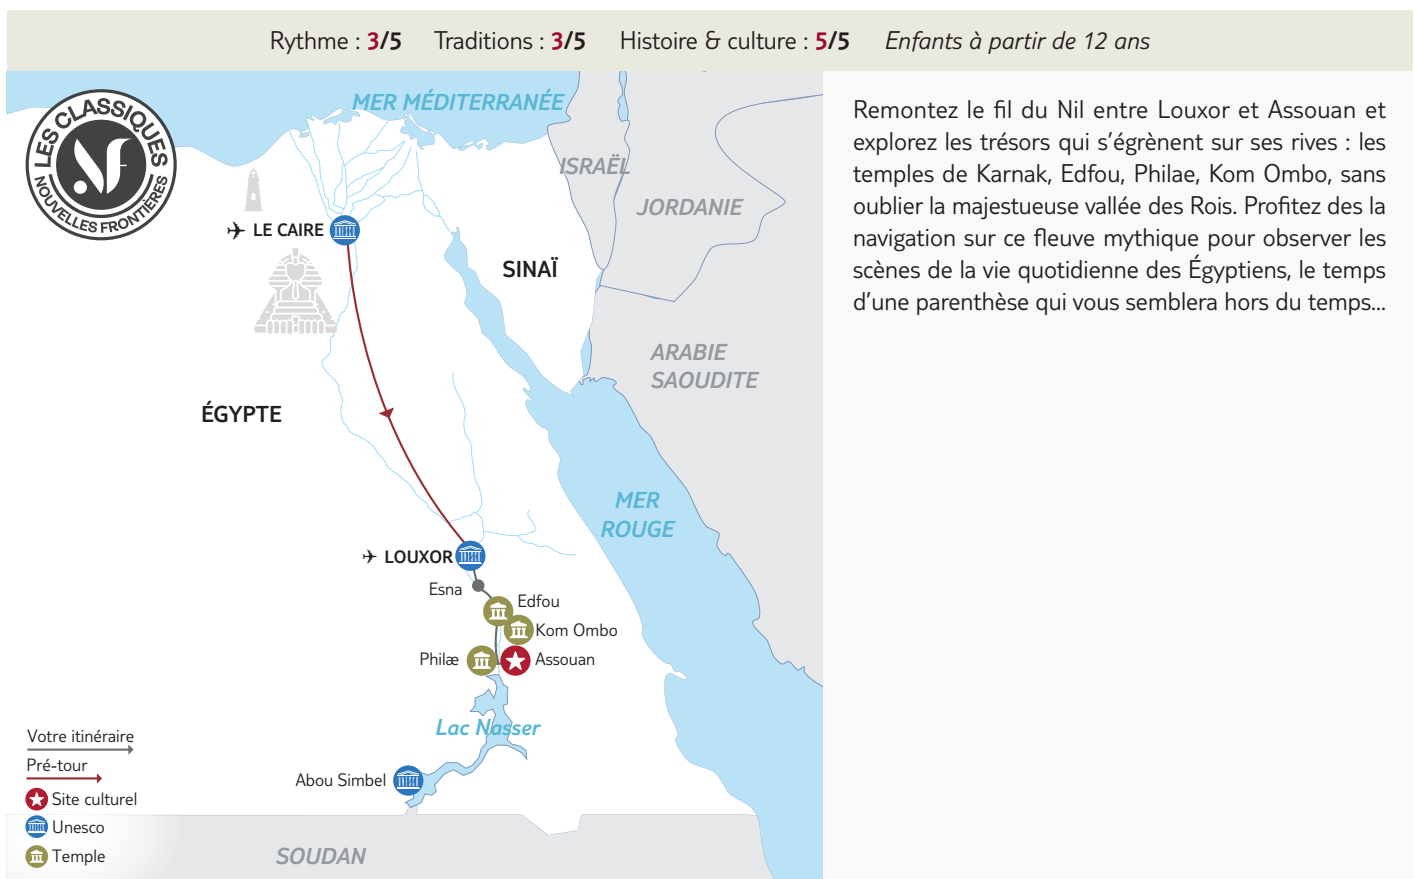 Rythme : 3/5 Traditions : 3/5 Histoire & culture : 5/5 Enfants à partir de 12 ans
LES CLASSIQUES
NF
NOUVELLES FRONTIÈRES
MER MÉDITERRANÉE
ISRAËL
JORDANIE
LE CAIRE
SINAÏ
ARABIE
SAOUDITE
ÉGYPTE
MER
ROUGE
LOUXOR
Esna
Edfou
Kom Ombo
Philæ
Assouan
Lac Nasser
Abou Simbel
SOUDAN
Votre itinéraire
Pré-tour
Site culturel
Unesco
Temple
Remontez le fil du Nil entre Louxor et Assouan et
explorez les trésors qui s’égrènent sur ses rives : les
temples de Karnak, Edfou, Philae, Kom Ombo, sans
oublier la majestueuse vallée des Rois. Profitez des la
navigation sur ce fleuve mythique pour observer les
scènes de la vie quotidienne des Égyptiens, le temps
d’une parenthèse qui vous semblera hors du temps...